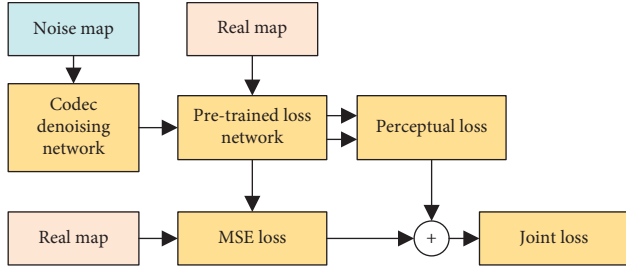 Noise map
Real map
Codec
denoising
network
Pre-trained loss
network
Perceptual loss
Real map
MSE loss
+
Joint loss